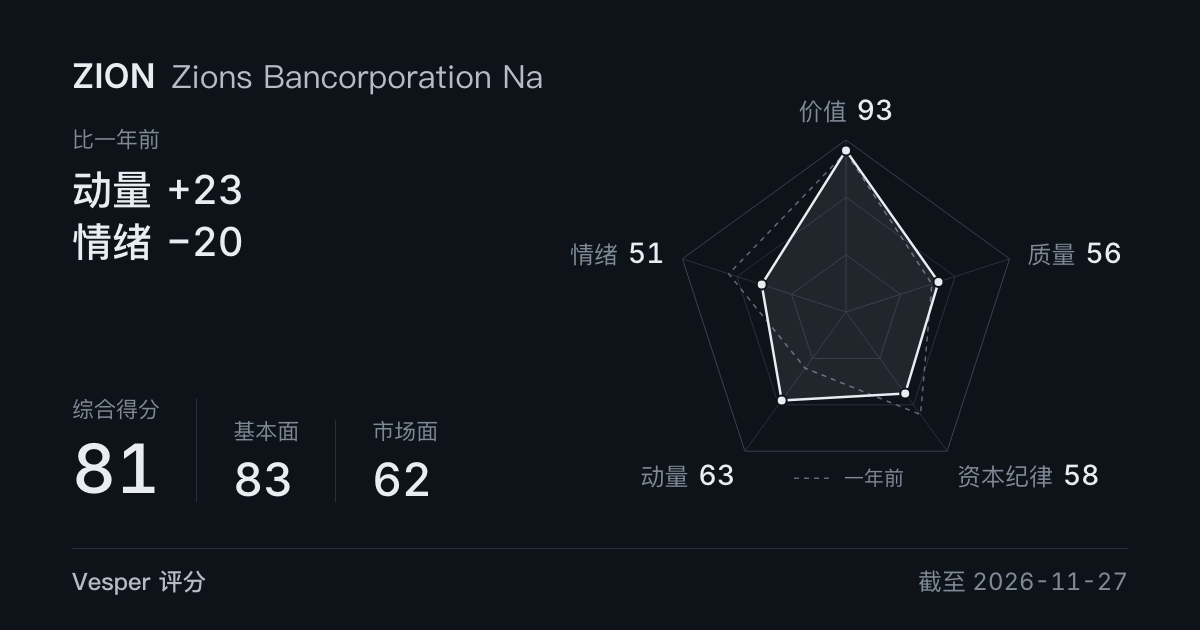 ZION Zions Bancorporation Na
比一年前
动量 +23
情绪 −20
综合得分
81
基本面
83
市场面
62
价值 93
质量 56
资本纪律 58
动量 63
情绪 51
一年前
Vesper 评分
截至 2026-11-27